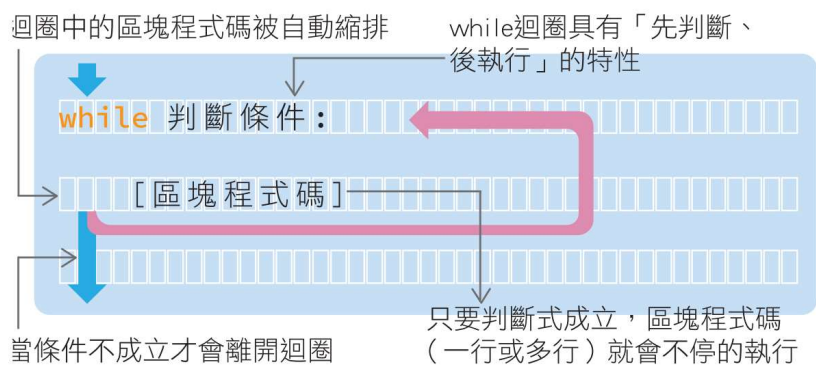 迴圈中的區塊程式碼被自動縮排
while迴圈具有「先判斷、
後執行」的特性
while 判斷條件:
[區塊程式碼]
當條件不成立才會離開迴圈
只要判斷式成立，區塊程式碼
（一行或多行）就會不停的執行